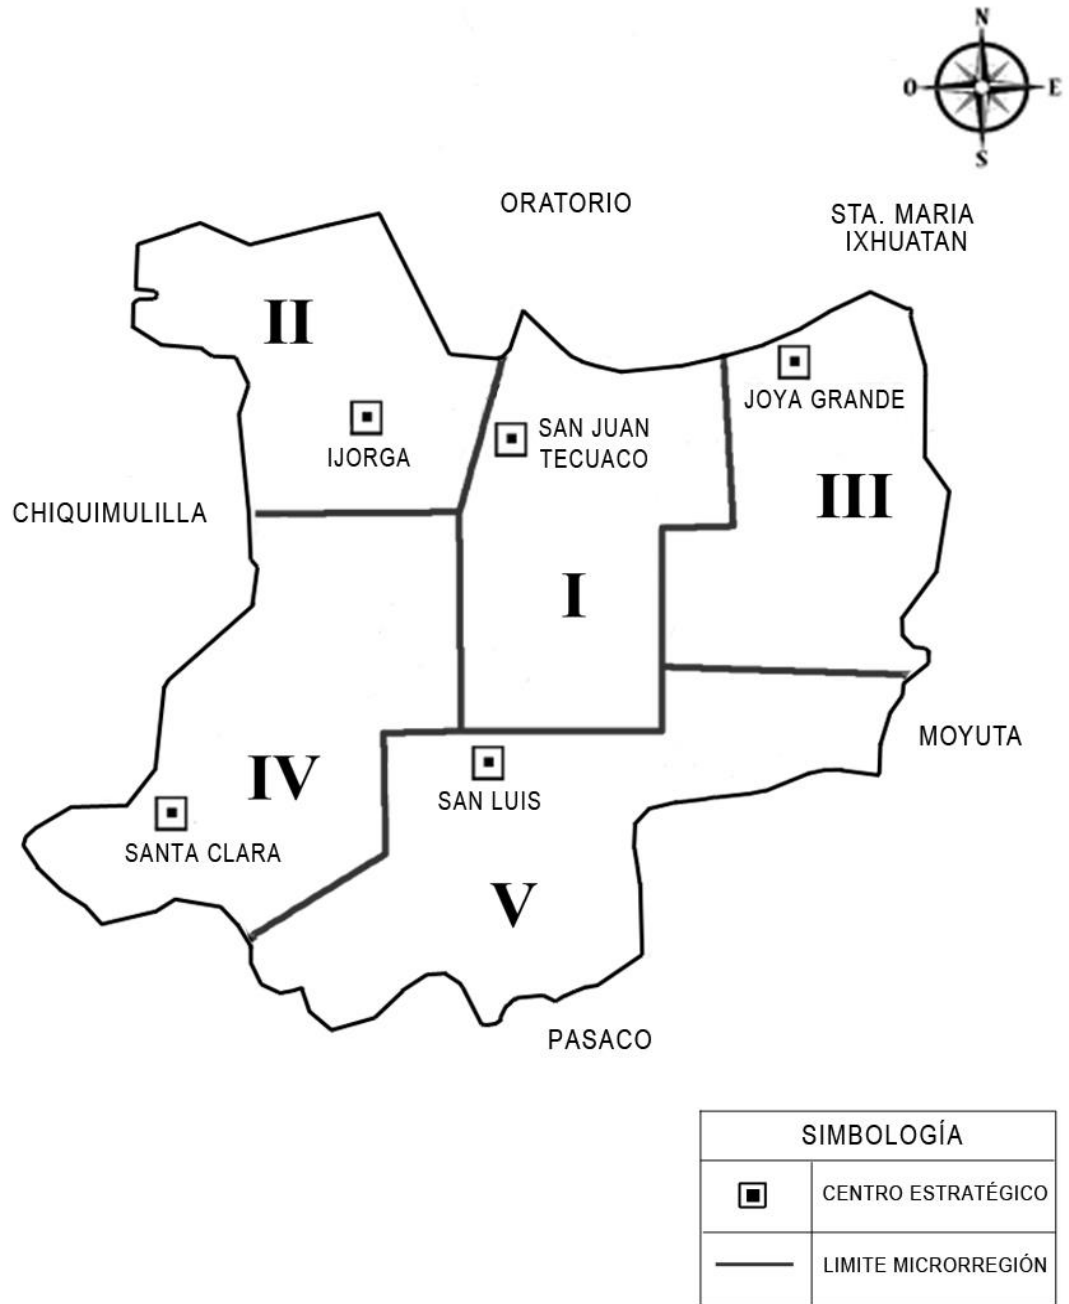 N
O
E
S
ORATORIO
STA. MARIA
IXHUATAN
II
JOYA GRANDE
IJORGA
SAN JUAN
TECUACO
III
CHIQUIMULILLA
I
MOYUTA
IV
SAN LUIS
SANTA CLARA
V
PASACO
SIMBOLOGÍA
CENTRO ESTRATÉGICO
LIMITE MICRORREGIÓN